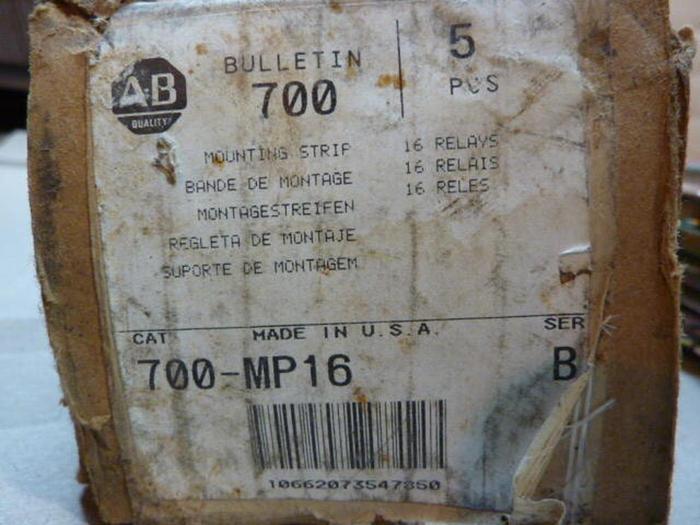 A-B
QUALITY
BULLETIN
700
5
PCS
MOUNTING STRIP 16 RELAYS
BANDE DE MONTAGE 16 RELAIS
MONTAGESTREIFEN 16 RELES
REGLETA DE MONTAJE
SUPORTE DE MONTAGEM
CAT MADE IN U.S.A. SER
700-MP16 B
10662073547850